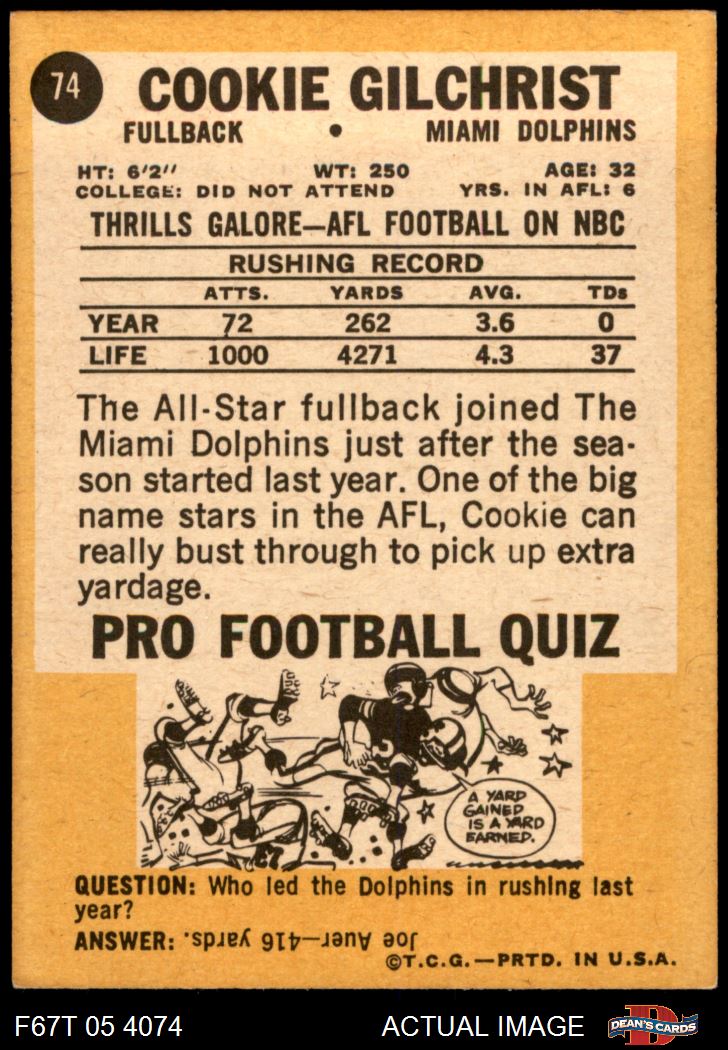 74
COOKIE GILCHRIST
FULLBACK • MIAMI DOLPHINS
HT: 6'2'' WT: 250 AGE: 32
COLLEGE: DID NOT ATTEND YRS. IN AFL: 6
THRILLS GALORE—AFL FOOTBALL ON NBC
RUSHING RECORD
ATTS. YARDS AVG. TDs
YEAR 72 262 3.6 0
LIFE 1000 4271 4.3 37
The All-Star fullback joined The
Miami Dolphins just after the sea-
son started last year. One of the big
name stars in the AFL, Cookie can
really bust through to pick up extra
yardage.
PRO FOOTBALL QUIZ
A YARD
GAINED
IS A YARD
EARNED.
QUESTION: Who led the Dolphins in rushing last
year?
ANSWER: Joe Auer—416 yards.
©T.C.G.—PRTD. IN U.S.A.
F67T 05 4074 ACTUAL IMAGE
D
DEAN'S CARDS